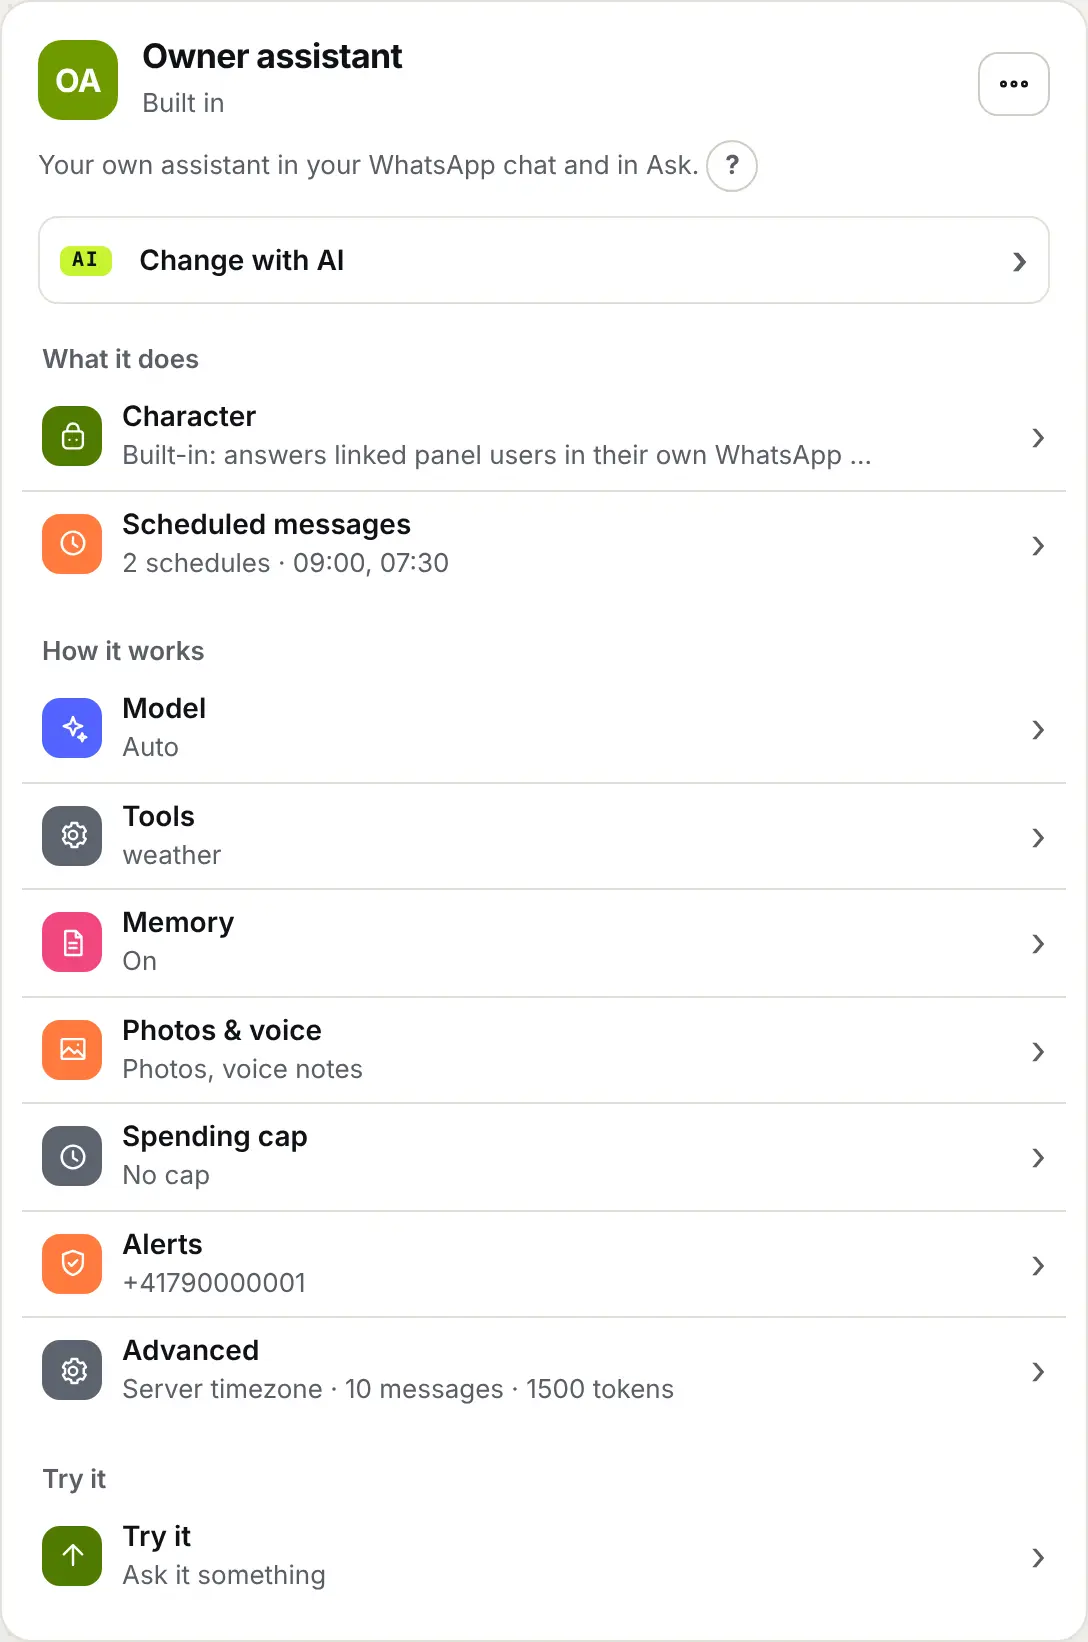 OA
Owner assistant
Built in
Your own assistant in your WhatsApp chat and in Ask. ?
AI Change with AI
What it does
Character
Built-in: answers linked panel users in their own WhatsApp ...
Scheduled messages
2 schedules · 09:00, 07:30
How it works
Model
Auto
Tools
weather
Memory
On
Photos & voice
Photos, voice notes
Spending cap
No cap
Alerts
+41790000001
Advanced
Server timezone · 10 messages · 1500 tokens
Try it
Try it
Ask it something